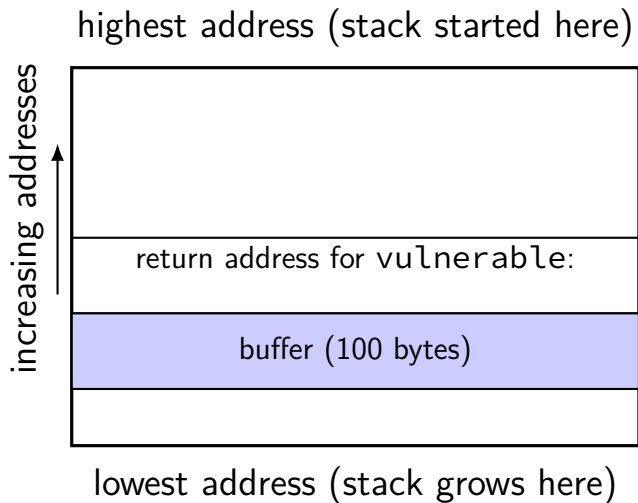 highest address (stack started here)
increasing addresses
return address for vulnerable:
buffer (100 bytes)
lowest address (stack grows here)